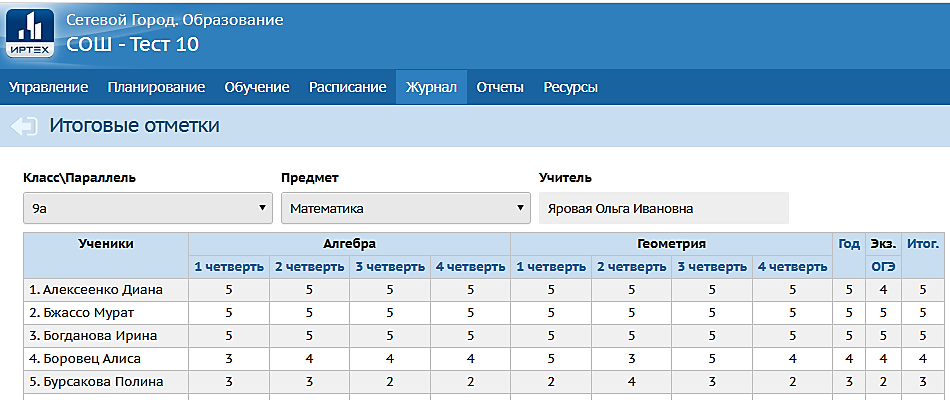 ИРТЕХ
Сетевой Город. Образование
СОШ - Тест 10
Управление Планирование Обучение Расписание Журнал Отчеты Ресурсы
Итоговые отметки
Класс\Параллель Предмет Учитель
9а Математика Яровая Ольга Ивановна
Ученики Алгебра Геометрия Год Экз. Итог.
1 четверть 2 четверть 3 четверть 4 четверть 1 четверть 2 четверть 3 четверть 4 четверть ОГЭ
1. Алексеенко Диана 5 5 5 5 5 5 5 5 5 4 5
2. Бжассо Мурат 5 5 5 5 5 5 5 5 5 5 5
3. Богданова Ирина 5 5 5 5 5 5 5 5 5 5 5
4. Боровец Алиса 3 4 4 4 5 3 5 4 4 4 4
5. Бурсакова Полина 3 3 2 2 2 4 3 2 3 2 3